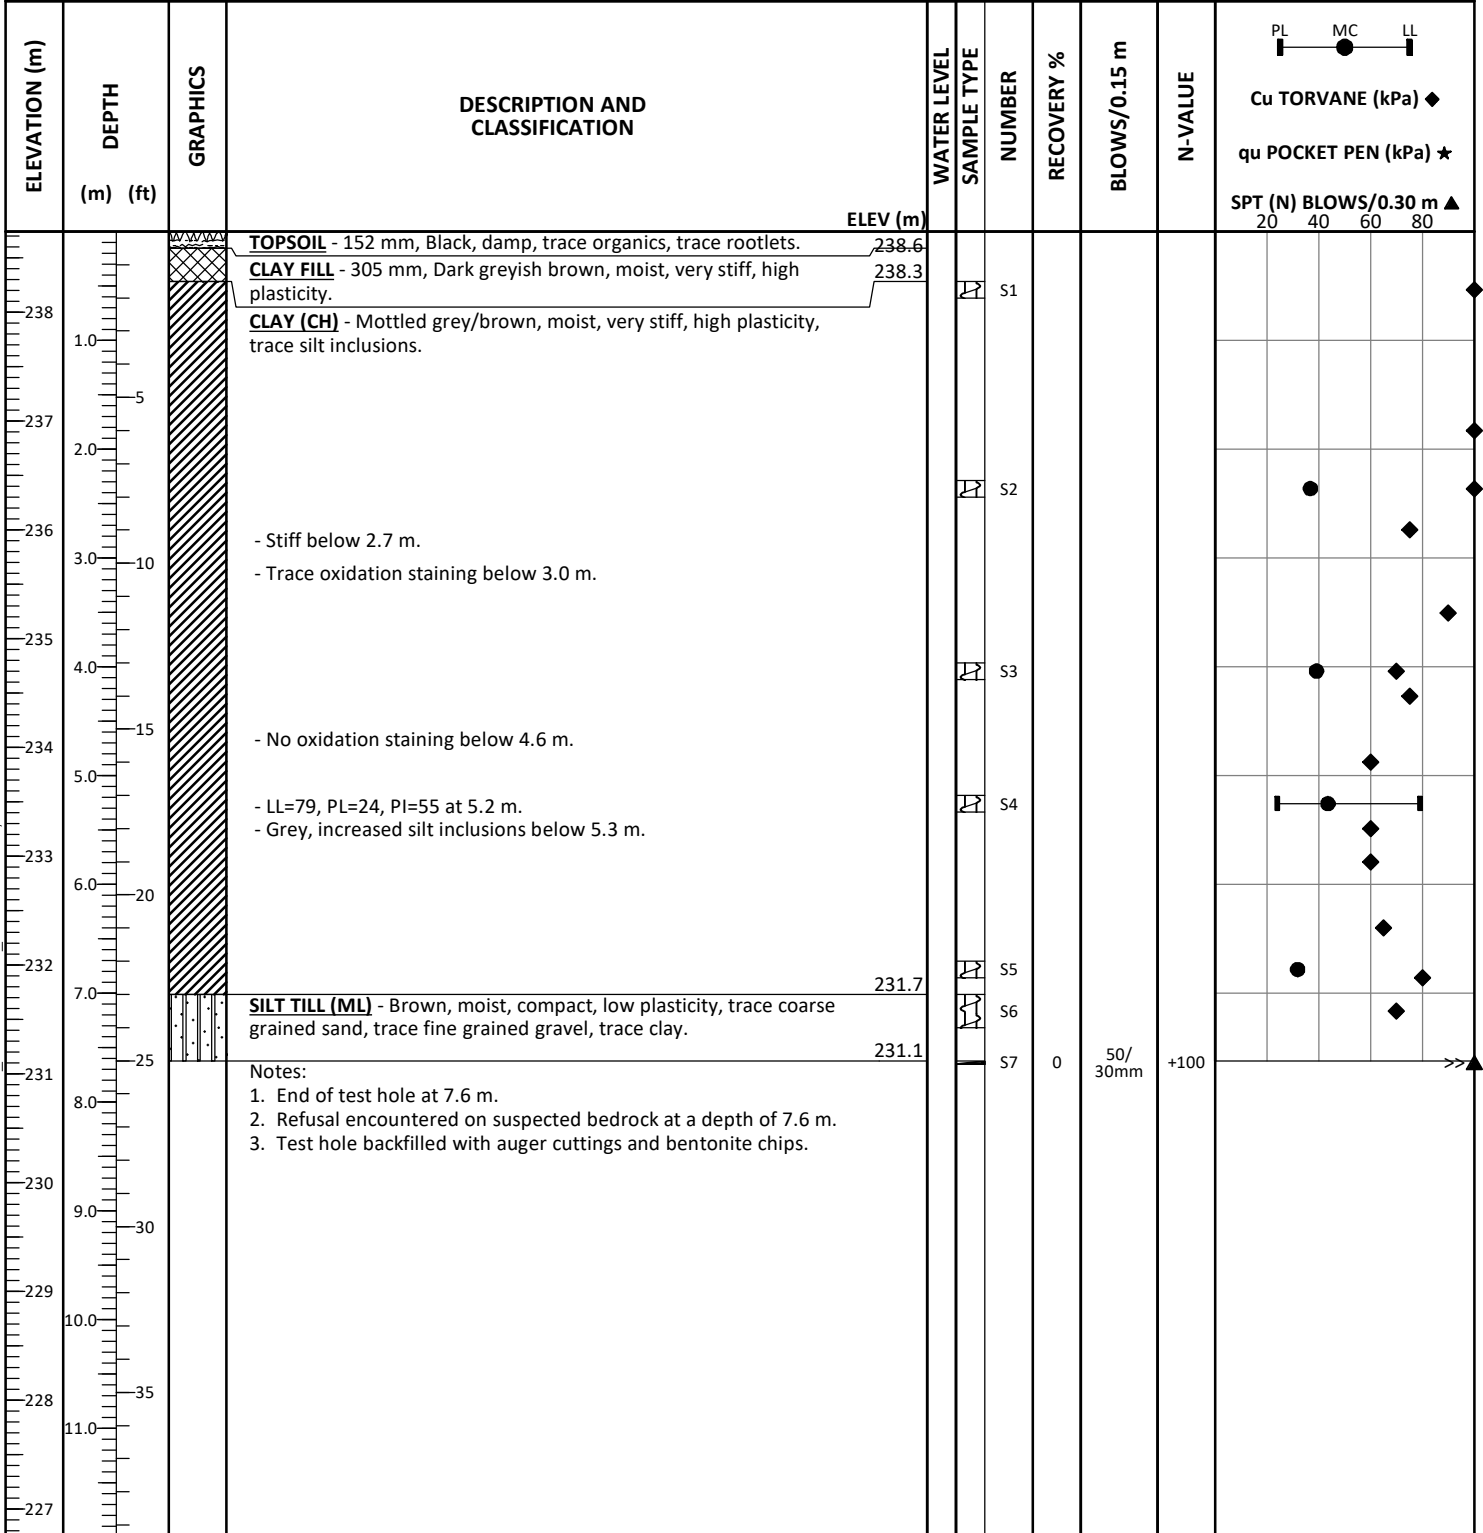 ELEVATION (m)
DEPTH
(m) (ft)
GRAPHICS
DESCRIPTION AND
CLASSIFICATION
ELEV (m)
WATER LEVEL
SAMPLE TYPE
NUMBER
RECOVERY %
BLOWS/0.15 m
N-VALUE
PL MC LL
Cu TORVANE (kPa) ◆
qu POCKET PEN (kPa) ★
SPT (N) BLOWS/0.30 m ▲
20 40 60 80
TOPSOIL - 152 mm, Black, damp, trace organics, trace rootlets. 238.6
CLAY FILL - 305 mm, Dark greyish brown, moist, very stiff, high 238.3
plasticity.
S1
238
CLAY (CH) - Mottled grey/brown, moist, very stiff, high plasticity,
1.0
trace silt inclusions.
5
237
2.0
S2
236
- Stiff below 2.7 m.
3.0
10
- Trace oxidation staining below 3.0 m.
235
4.0
S3
15
- No oxidation staining below 4.6 m.
234
5.0
- LL=79, PL=24, PI=55 at 5.2 m.
S4
- Grey, increased silt inclusions below 5.3 m.
233
6.0
20
232
S5
231.7
7.0
SILT TILL (ML) - Brown, moist, compact, low plasticity, trace coarse
S6
grained sand, trace fine grained gravel, trace clay.
231.1
25
S7 0 50/ +100 >>
30mm
231
Notes:
1. End of test hole at 7.6 m.
8.0
2. Refusal encountered on suspected bedrock at a depth of 7.6 m.
3. Test hole backfilled with auger cuttings and bentonite chips.
230
9.0
30
229
10.0
35
228
11.0
227